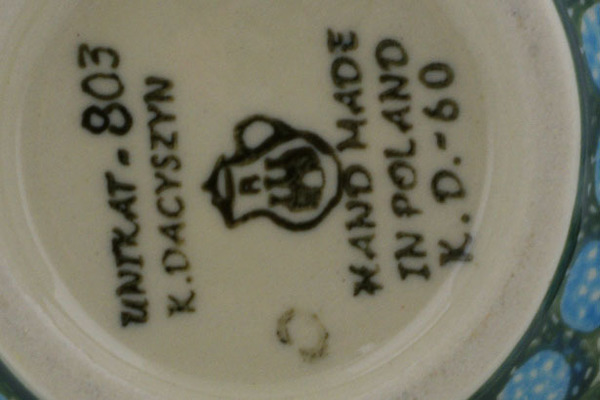 UNIKAT - 803
K. DACYSZYN
HAND MADE
IN POLAND
K. D. - 60